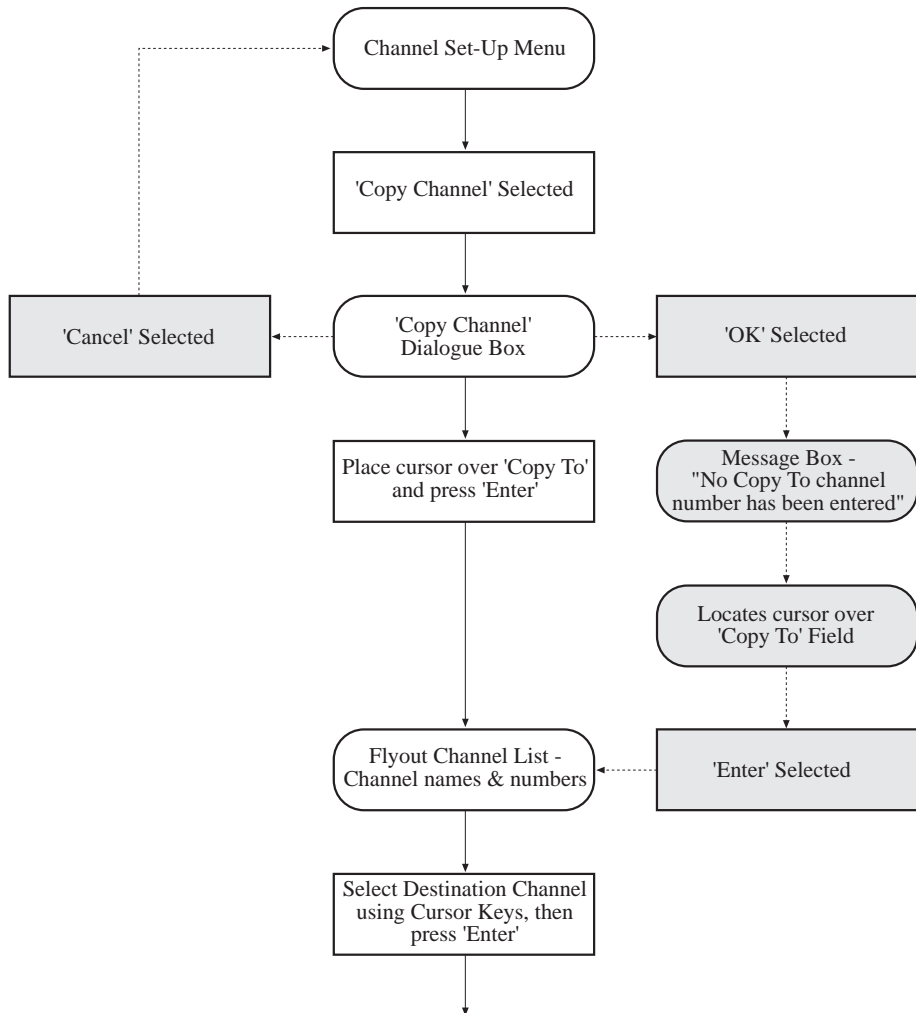 Channel Set-Up Menu
'Copy Channel' Selected
'Cancel' Selected
'Copy Channel'
Dialogue Box
'OK' Selected
Place cursor over 'Copy To'
and press 'Enter'
Message Box -
"No Copy To channel
number has been entered"
Locates cursor over
'Copy To' Field
Flyout Channel List -
Channel names & numbers
'Enter' Selected
Select Destination Channel
using Cursor Keys, then
press 'Enter'